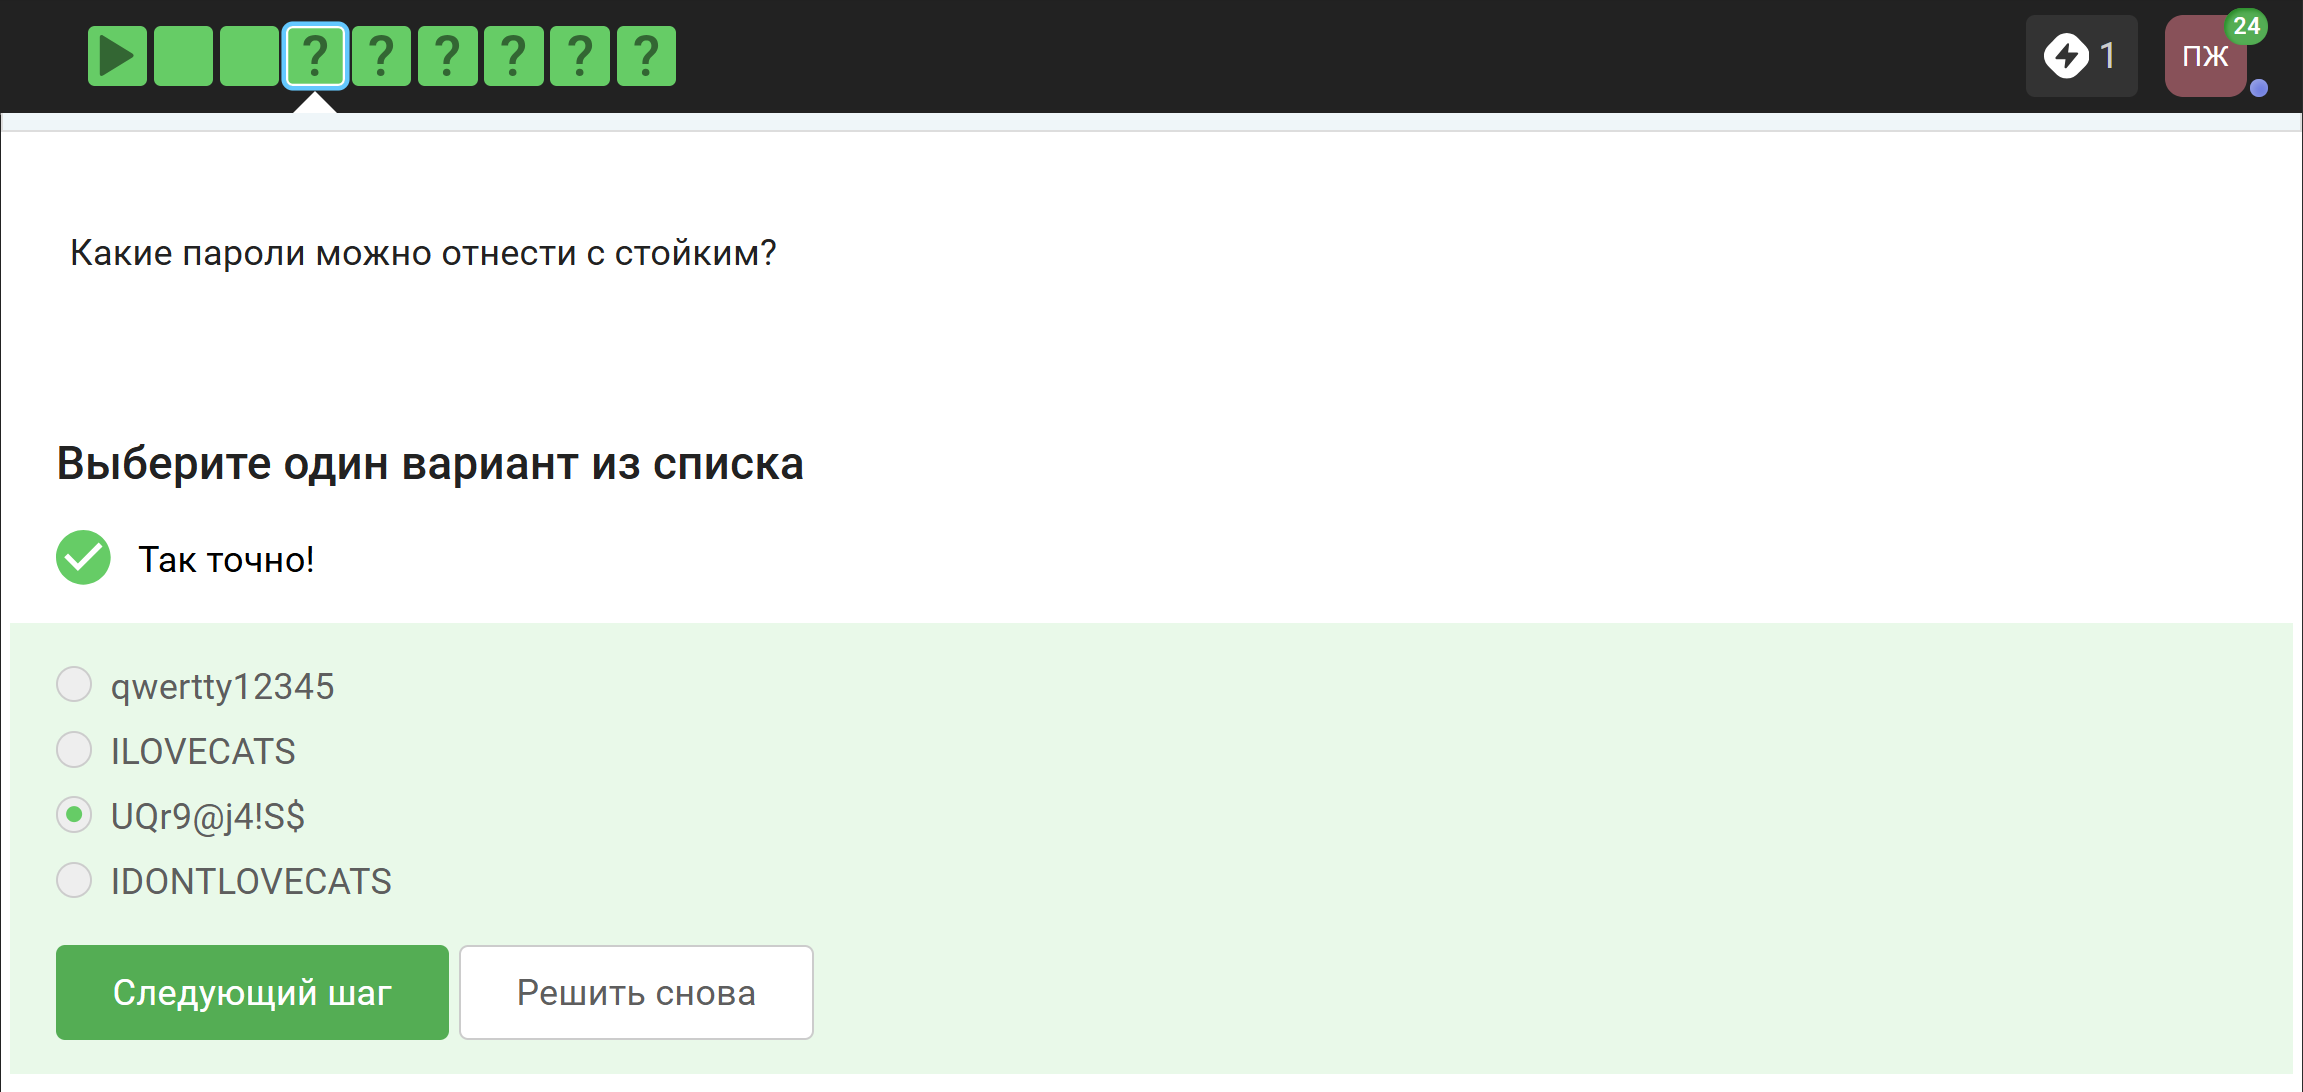 ? ? ? ? ? ?
1
ПЖ
24
Какие пароли можно отнести с стойким?
Выберите один вариант из списка
Так точно!
qwertty12345
ILOVECATS
UQr9@j4!S$
IDONTLOVECATS
Следующий шаг
Решить снова